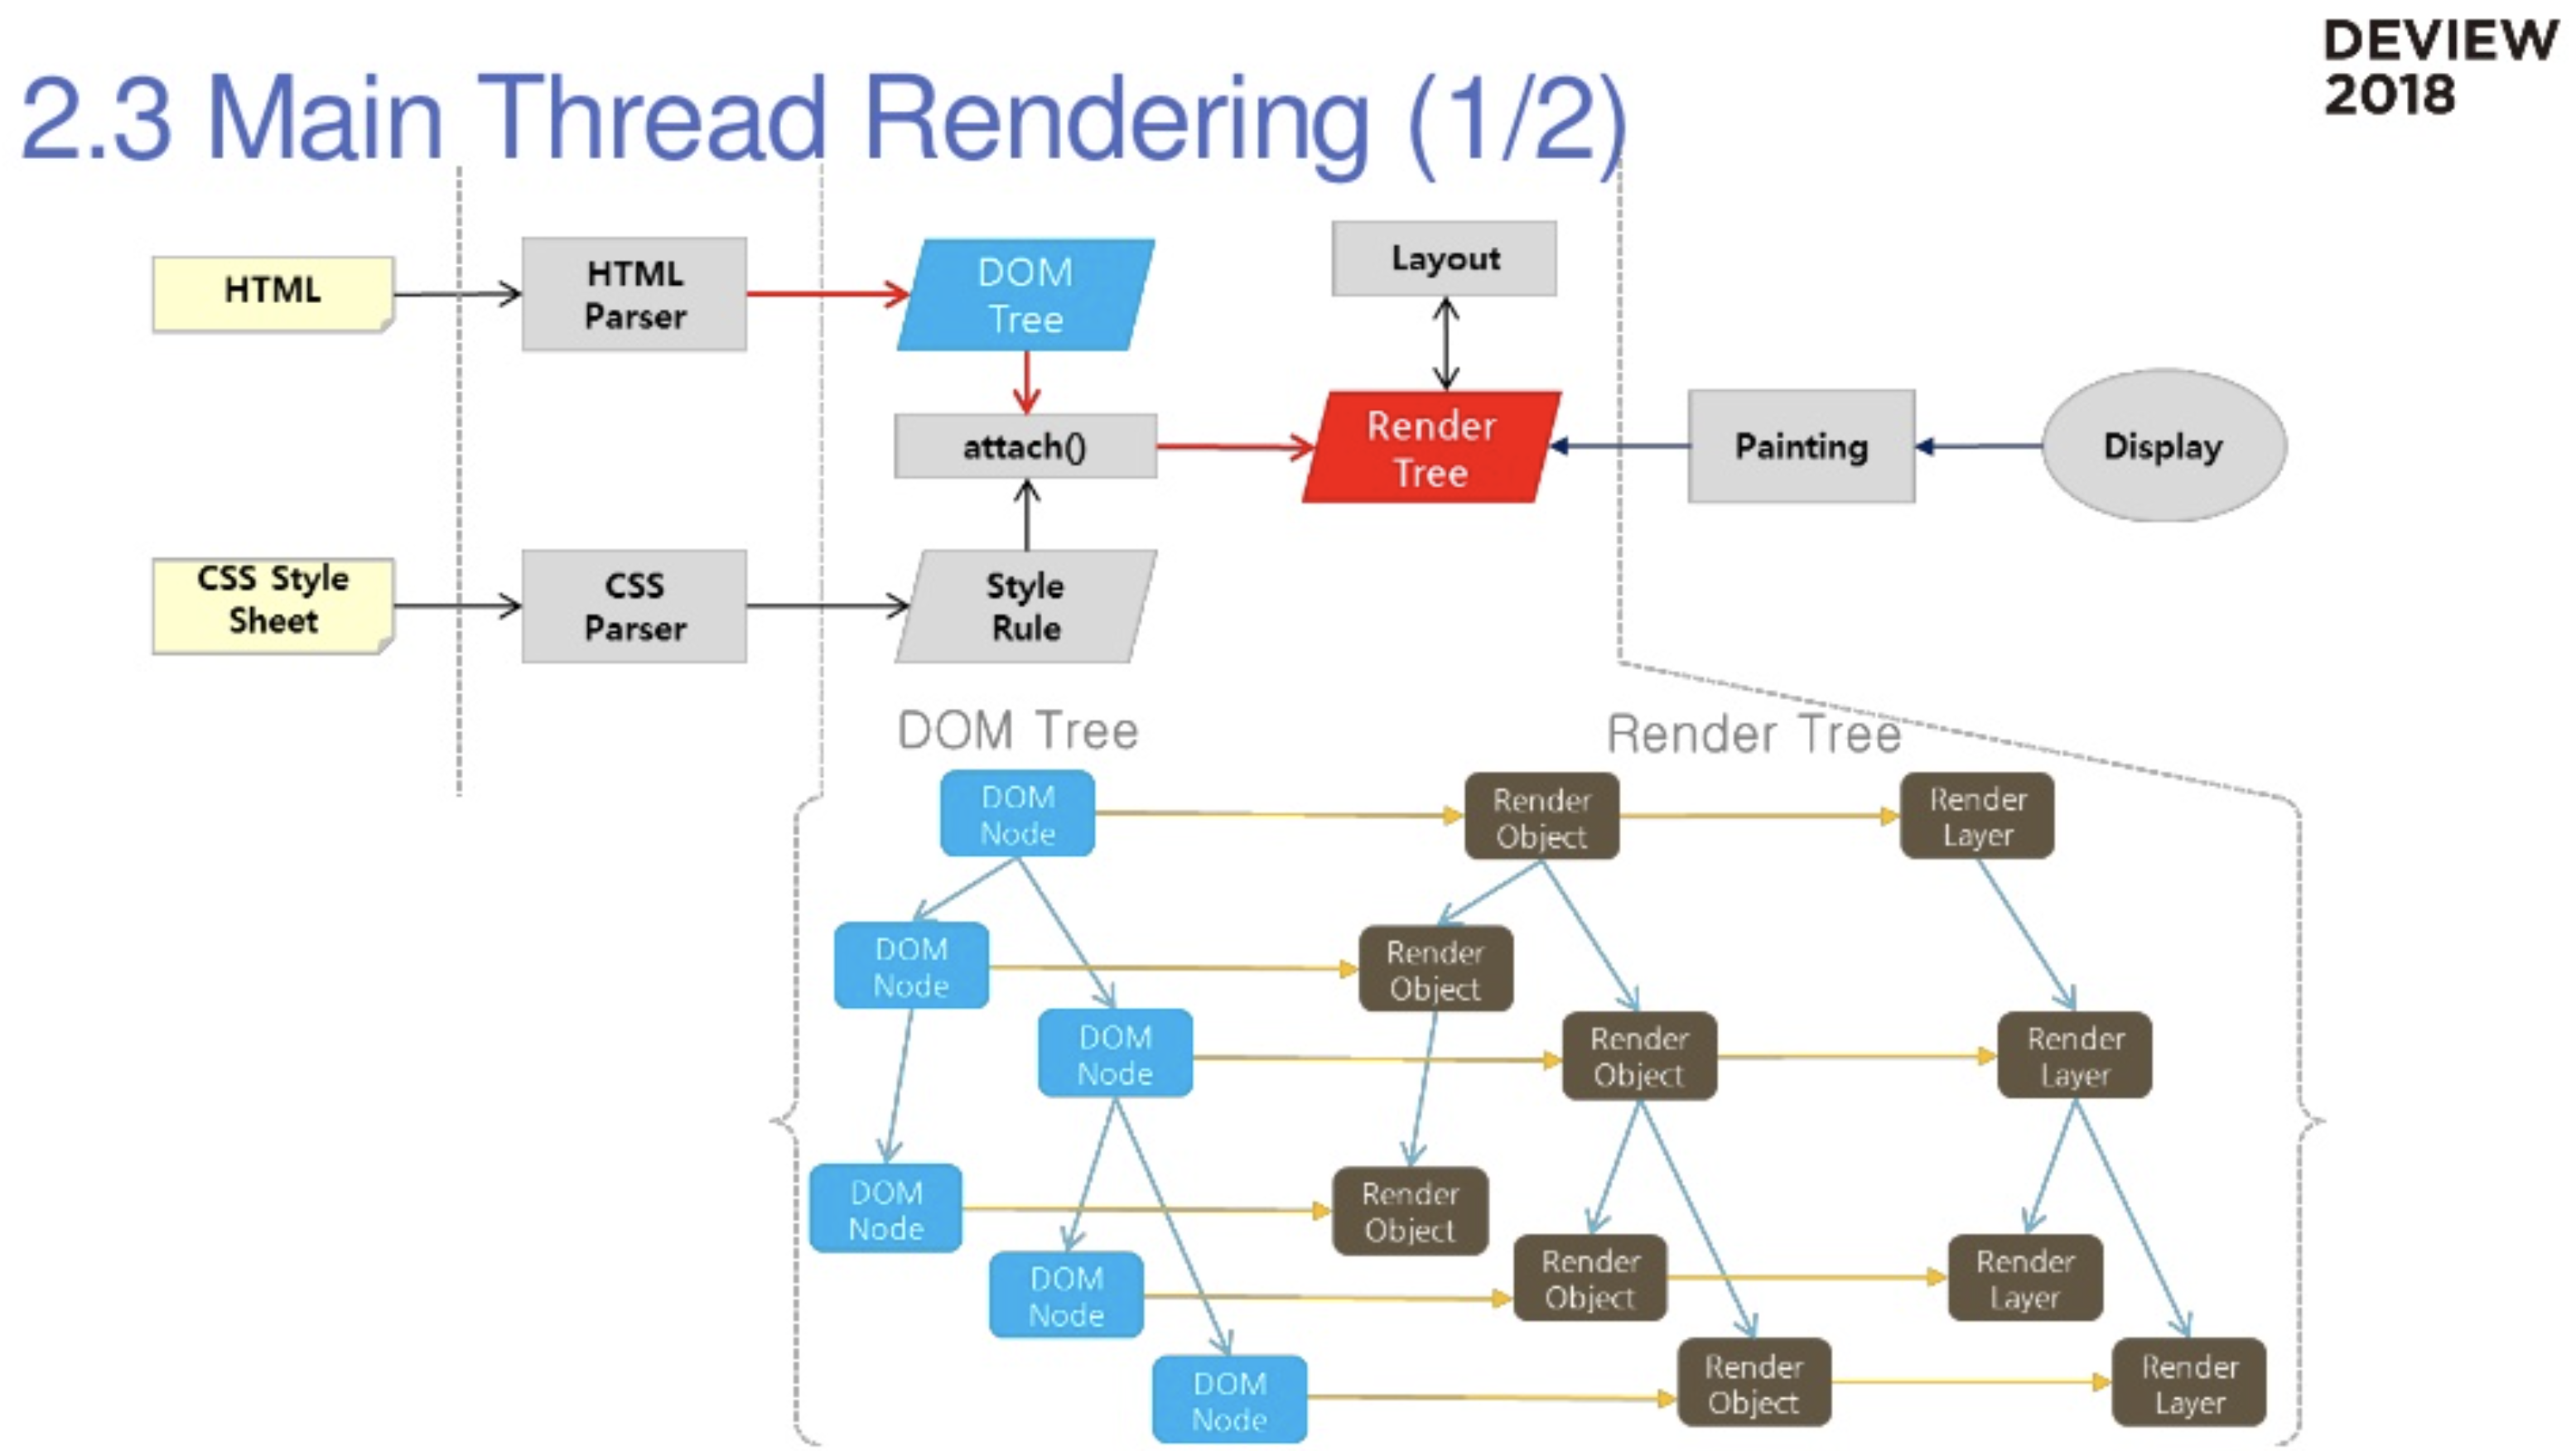 DEVIEW
2018
2.3 Main Thread Rendering (1/2)
HTML
HTML
Parser
DOM
Tree
Layout
attach()
Render
Tree
Painting
Display
CSS Style
Sheet
CSS
Parser
Style
Rule
DOM Tree
Render Tree
DOM
Node
Render
Object
Render
Layer
DOM
Node
Render
Object
DOM
Node
Render
Object
Render
Layer
DOM
Node
Render
Object
DOM
Node
Render
Object
Render
Layer
DOM
Node
Render
Object
Render
Layer